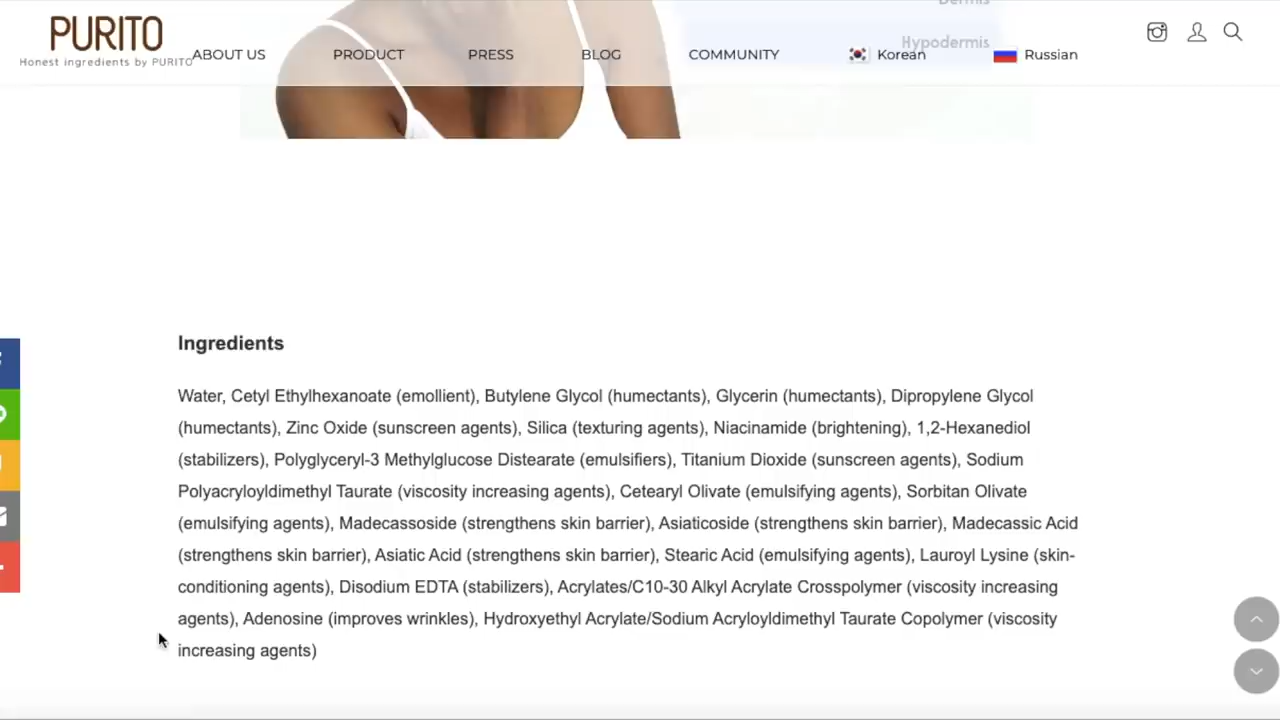 Dermis
Hypodermis
PURITO
Honest ingredients by PURITO
ABOUT US
PRODUCT
PRESS
BLOG
COMMUNITY
Korean
Russian
Ingredients
Water, Cetyl Ethylhexanoate (emollient), Butylene Glycol (humectants), Glycerin (humectants), Dipropylene Glycol
(humectants), Zinc Oxide (sunscreen agents), Silica (texturing agents), Niacinamide (brightening), 1,2-Hexanediol
(stabilizers), Polyglyceryl-3 Methylglucose Distearate (emulsifiers), Titanium Dioxide (sunscreen agents), Sodium
Polyacryloyldimethyl Taurate (viscosity increasing agents), Cetearyl Olivate (emulsifying agents), Sorbitan Olivate
(emulsifying agents), Madecassoside (strengthens skin barrier), Asiaticoside (strengthens skin barrier), Madecassic Acid
(strengthens skin barrier), Asiatic Acid (strengthens skin barrier), Stearic Acid (emulsifying agents), Lauroyl Lysine (skin-
conditioning agents), Disodium EDTA (stabilizers), Acrylates/C10-30 Alkyl Acrylate Crosspolymer (viscosity increasing
agents), Adenosine (improves wrinkles), Hydroxyethyl Acrylate/Sodium Acryloyldimethyl Taurate Copolymer (viscosity
increasing agents)